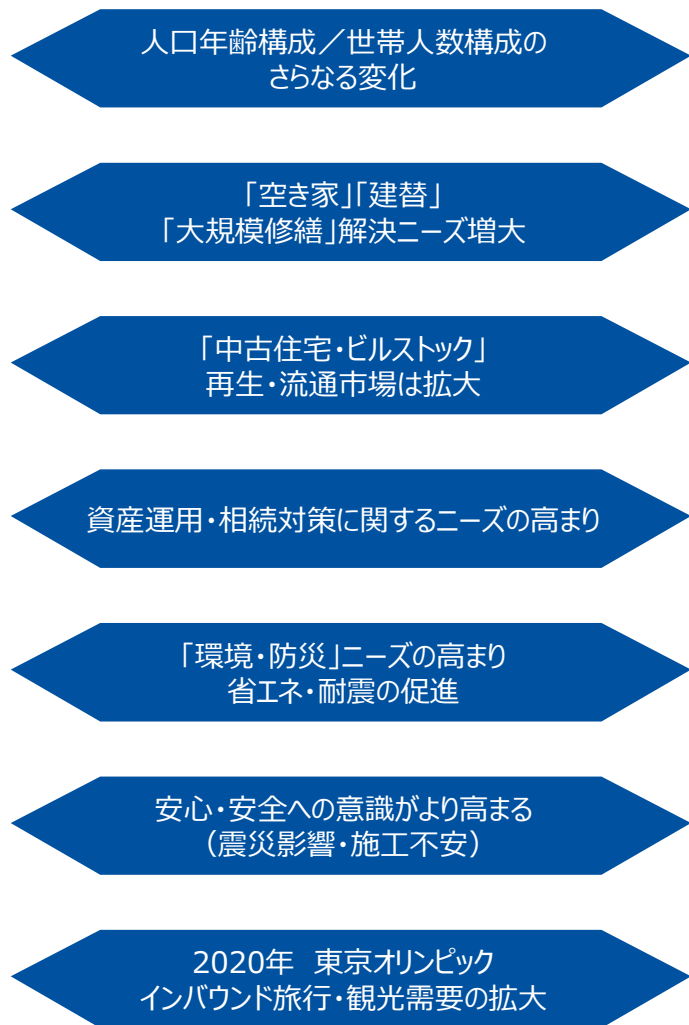 人口年齢構成／世帯人数構成の
さらなる変化
「空き家」「建替」
「大規模修繕」解決ニーズ増大
「中古住宅・ビルストック」
再生・流通市場は拡大
資産運用・相続対策に関するニーズの高まり
「環境・防災」ニーズの高まり
省エネ・耐震の促進
安心・安全への意識がより高まる
（震災影響・施工不安）
2020年　東京オリンピック
インバウンド旅行・観光需要の拡大